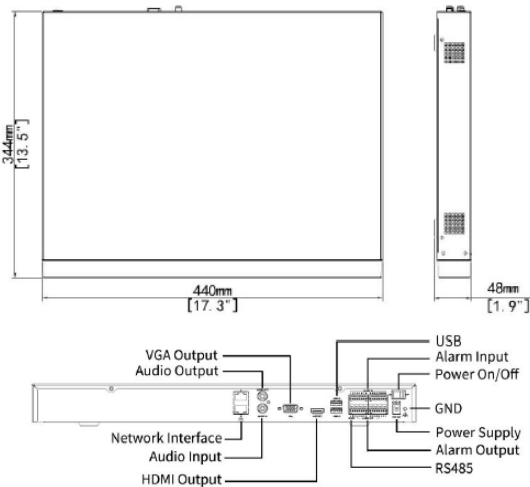 344mm
[13.5"]
440mm
[17.3"]
48mm
[1.9"]
VGA Output
Audio Output
Network Interface
Audio Input
HDMI Output
USB
Alarm Input
Power On/Off
GND
Power Supply
Alarm Output
RS485